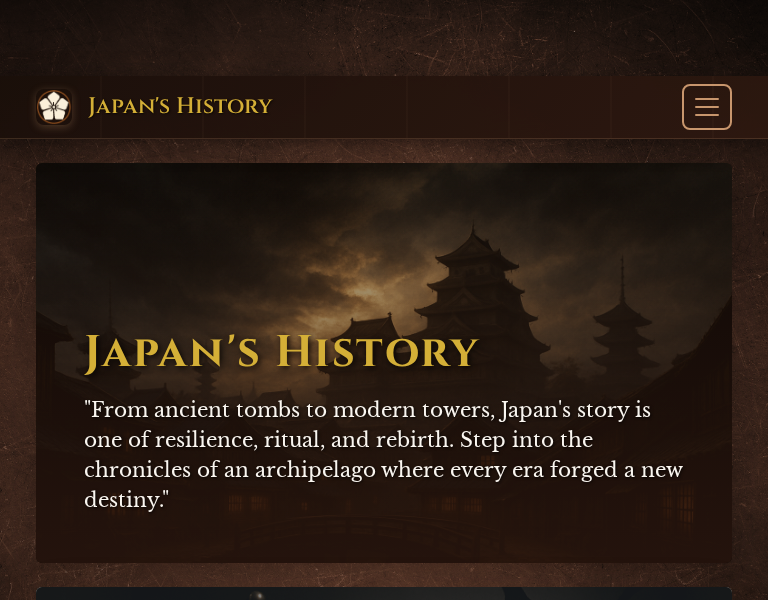 Japan's History
Japan's History
"From ancient tombs to modern towers, Japan's story is
one of resilience, ritual, and rebirth. Step into the
chronicles of an archipelago where every era forged a new
destiny."